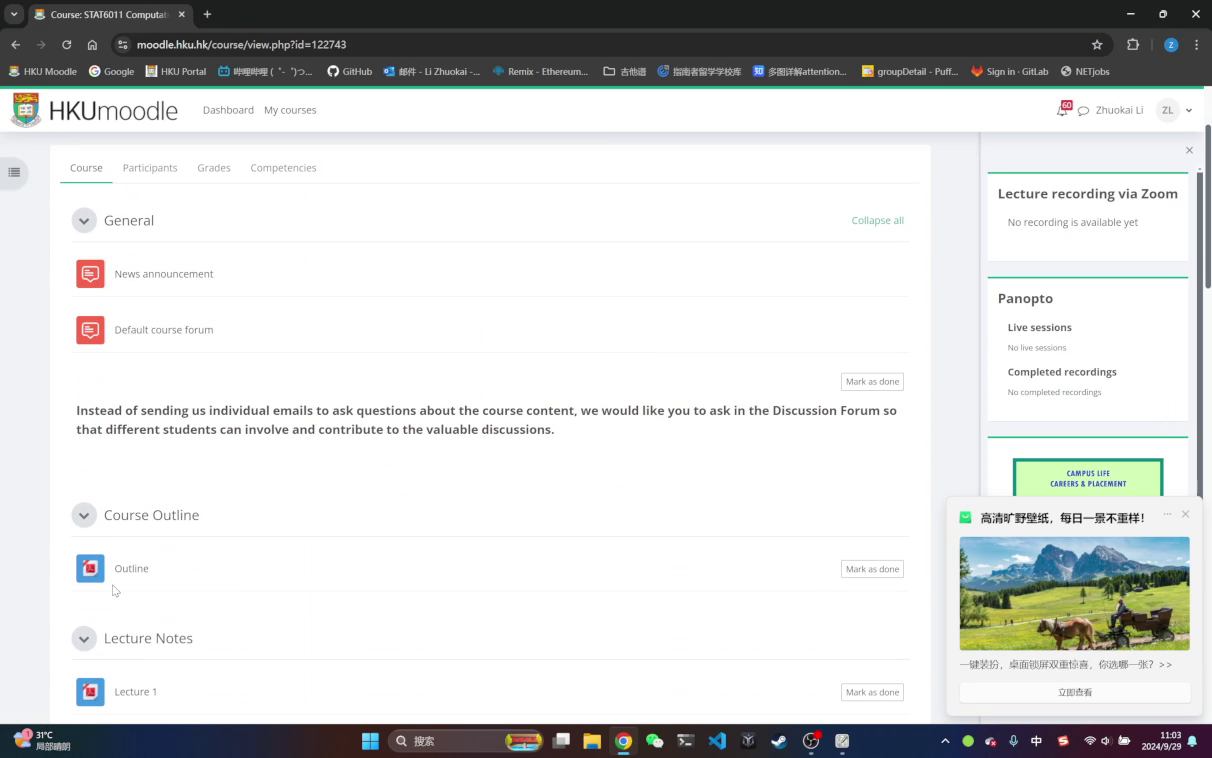 Course: STAT6011 Computat
moodle.hku.hk/course/view.php?id=122743
HKU Moodle
Google
HKU Portal
哔哩哔哩 (゜-゜)つ...
GitHub
邮件 - Li Zhuokai -...
Remix - Ethereum...
吉他谱
指南者留学学校库
多图详解attention...
groupDetail - Puff...
Sign in · GitLab
NETjobs
HKUmoodle
Dashboard
My courses
60
Zhuokai Li
ZL
Course
Participants
Grades
Competencies
General
Collapse all
News announcement
Default course forum
Mark as done
Instead of sending us individual emails to ask questions about the course content, we would like you to ask in the Discussion Forum so
that different students can involve and contribute to the valuable discussions.
Course Outline
Outline
Mark as done
Lecture Notes
Lecture 1
Mark as done
Lecture recording via Zoom
No recording is available yet
Panopto
Live sessions
No live sessions
Completed recordings
No completed recordings
CAMPUS LIFE
CAREERS & PLACEMENT
高清旷野壁纸，每日一景不重样！
一键装扮，桌面锁屏双重惊喜，你选哪一张？>>
立即查看
31°C
局部晴朗
搜索
中
11:03
2024/9/29